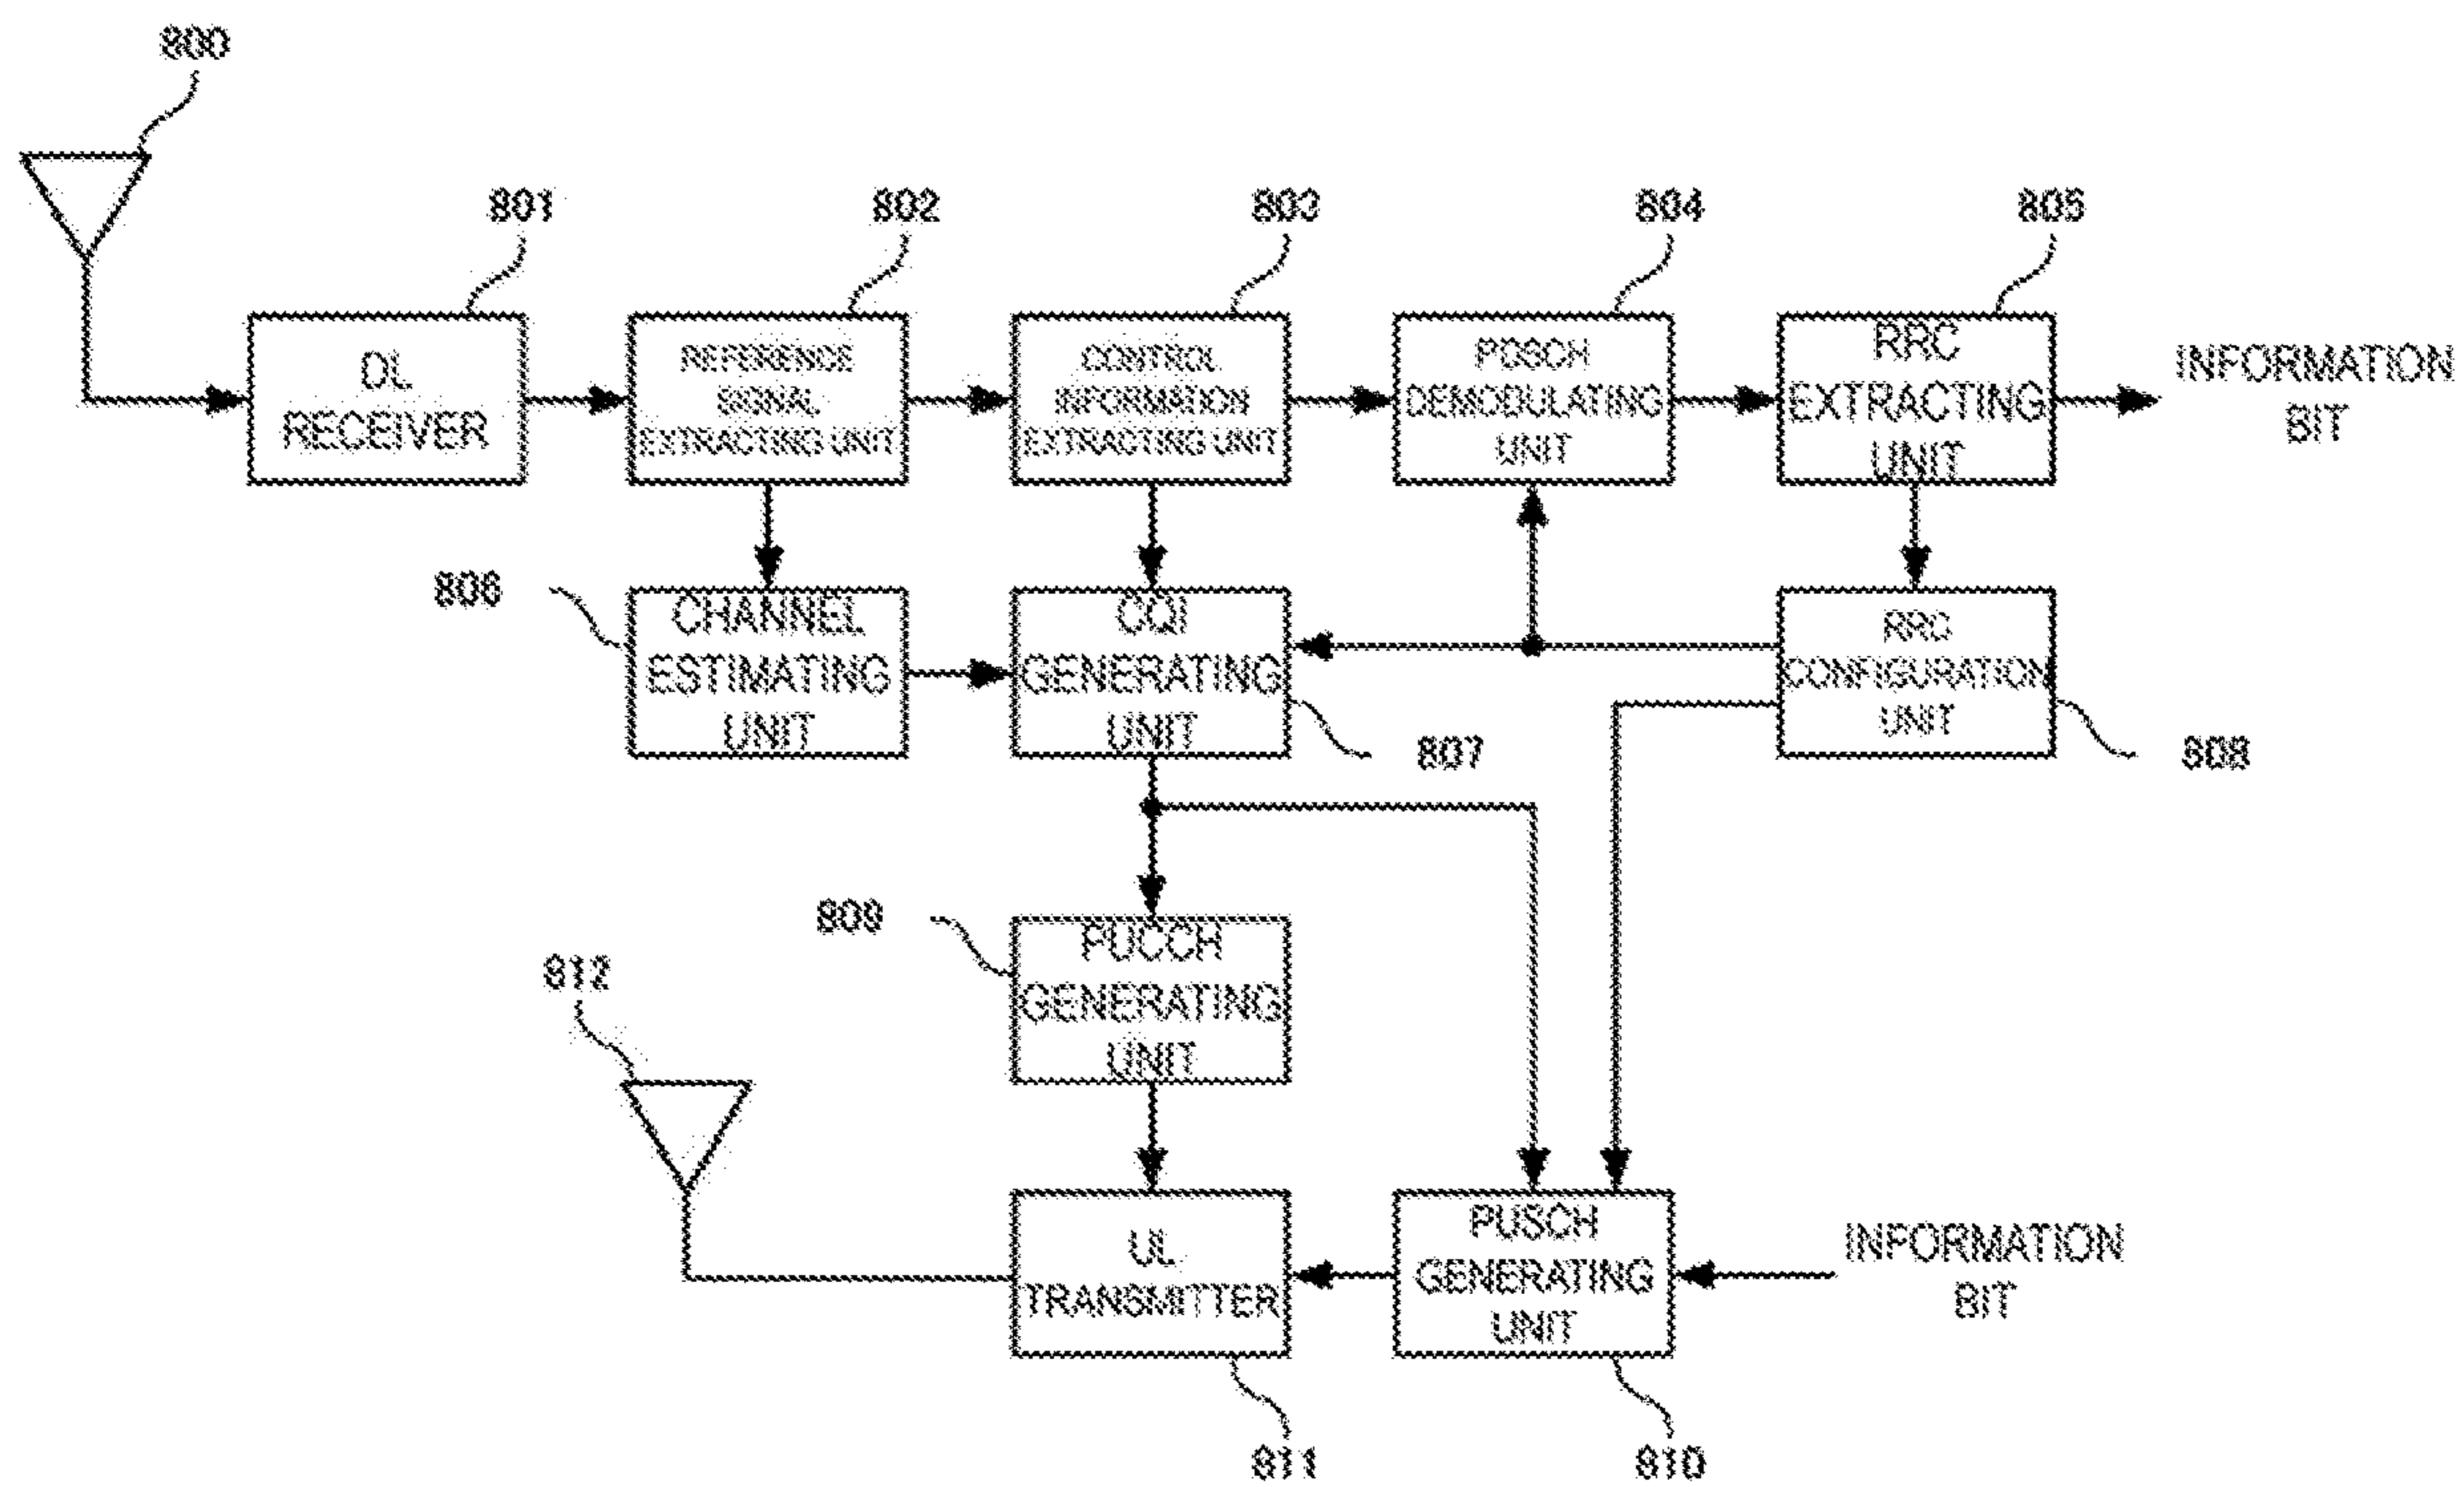 800
801
802
803
804
805
DL
RECEIVER
REFERENCE
SIGNAL
EXTRACTING UNIT
CONTROL
INFORMATION
EXTRACTING UNIT
PDSCH
DEMODULATING
UNIT
RRC
EXTRACTING
UNIT
INFORMATION
BIT
806
CHANNEL
ESTIMATING
UNIT
CQI
GENERATING
UNIT
807
RRC
CONFIGURATION
UNIT
808
809
PUCCH
GENERATING
UNIT
812
UL
TRANSMITTER
PUSCH
GENERATING
UNIT
INFORMATION
BIT
811
810